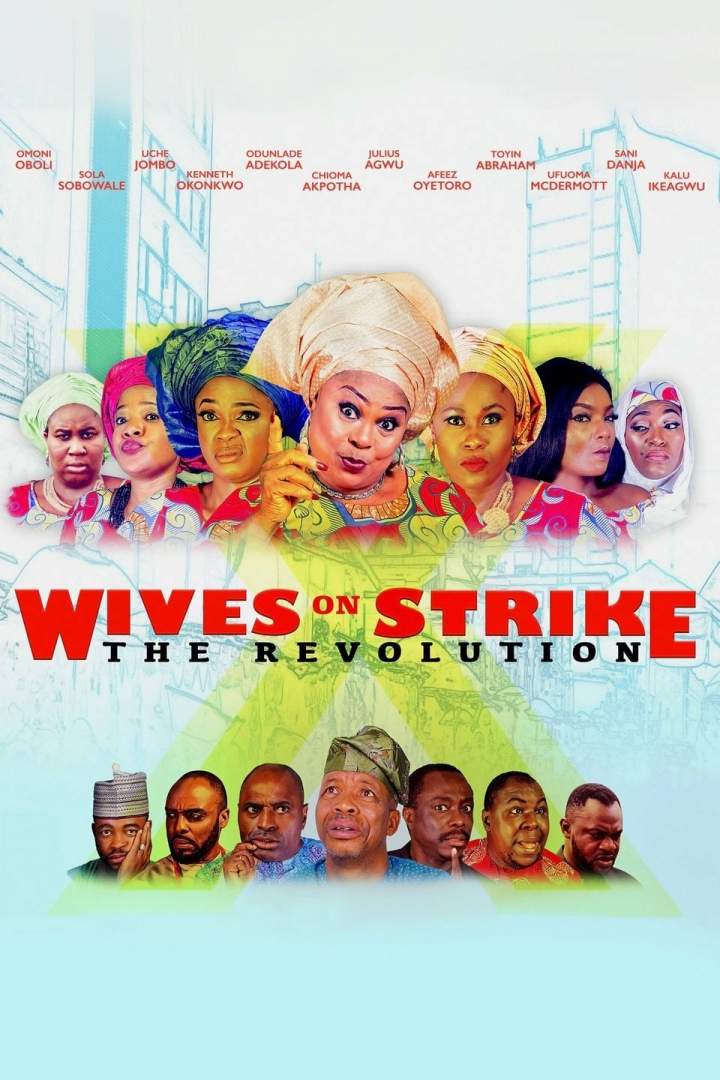 OMONI OBOLI
SOLA SOBOWALE
UCHE JOMBO
KENNETH OKONKWO
ODUNLADE ADEKOLA
CHIOMA AKPOTHA
JULIUS AGWU
AFEEZ OYETORO
TOYIN ABRAHAM
UFUOMA MCDERMOTT
SANI DANJA
KALU IKEAGWU
WIVES ON STRIKE
THE REVOLUTION